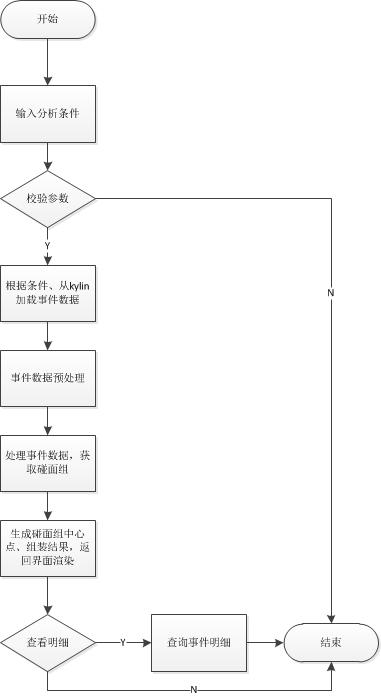 开始
输入分析条件
校验参数
Y
N
根据条件、从kylin
加载事件数据
事件数据预处理
处理事件数据，获
取碰面组
生成碰面组中心
点、组装结果，返
回界面渲染
查看明细
Y
查询事件明细
结束
N